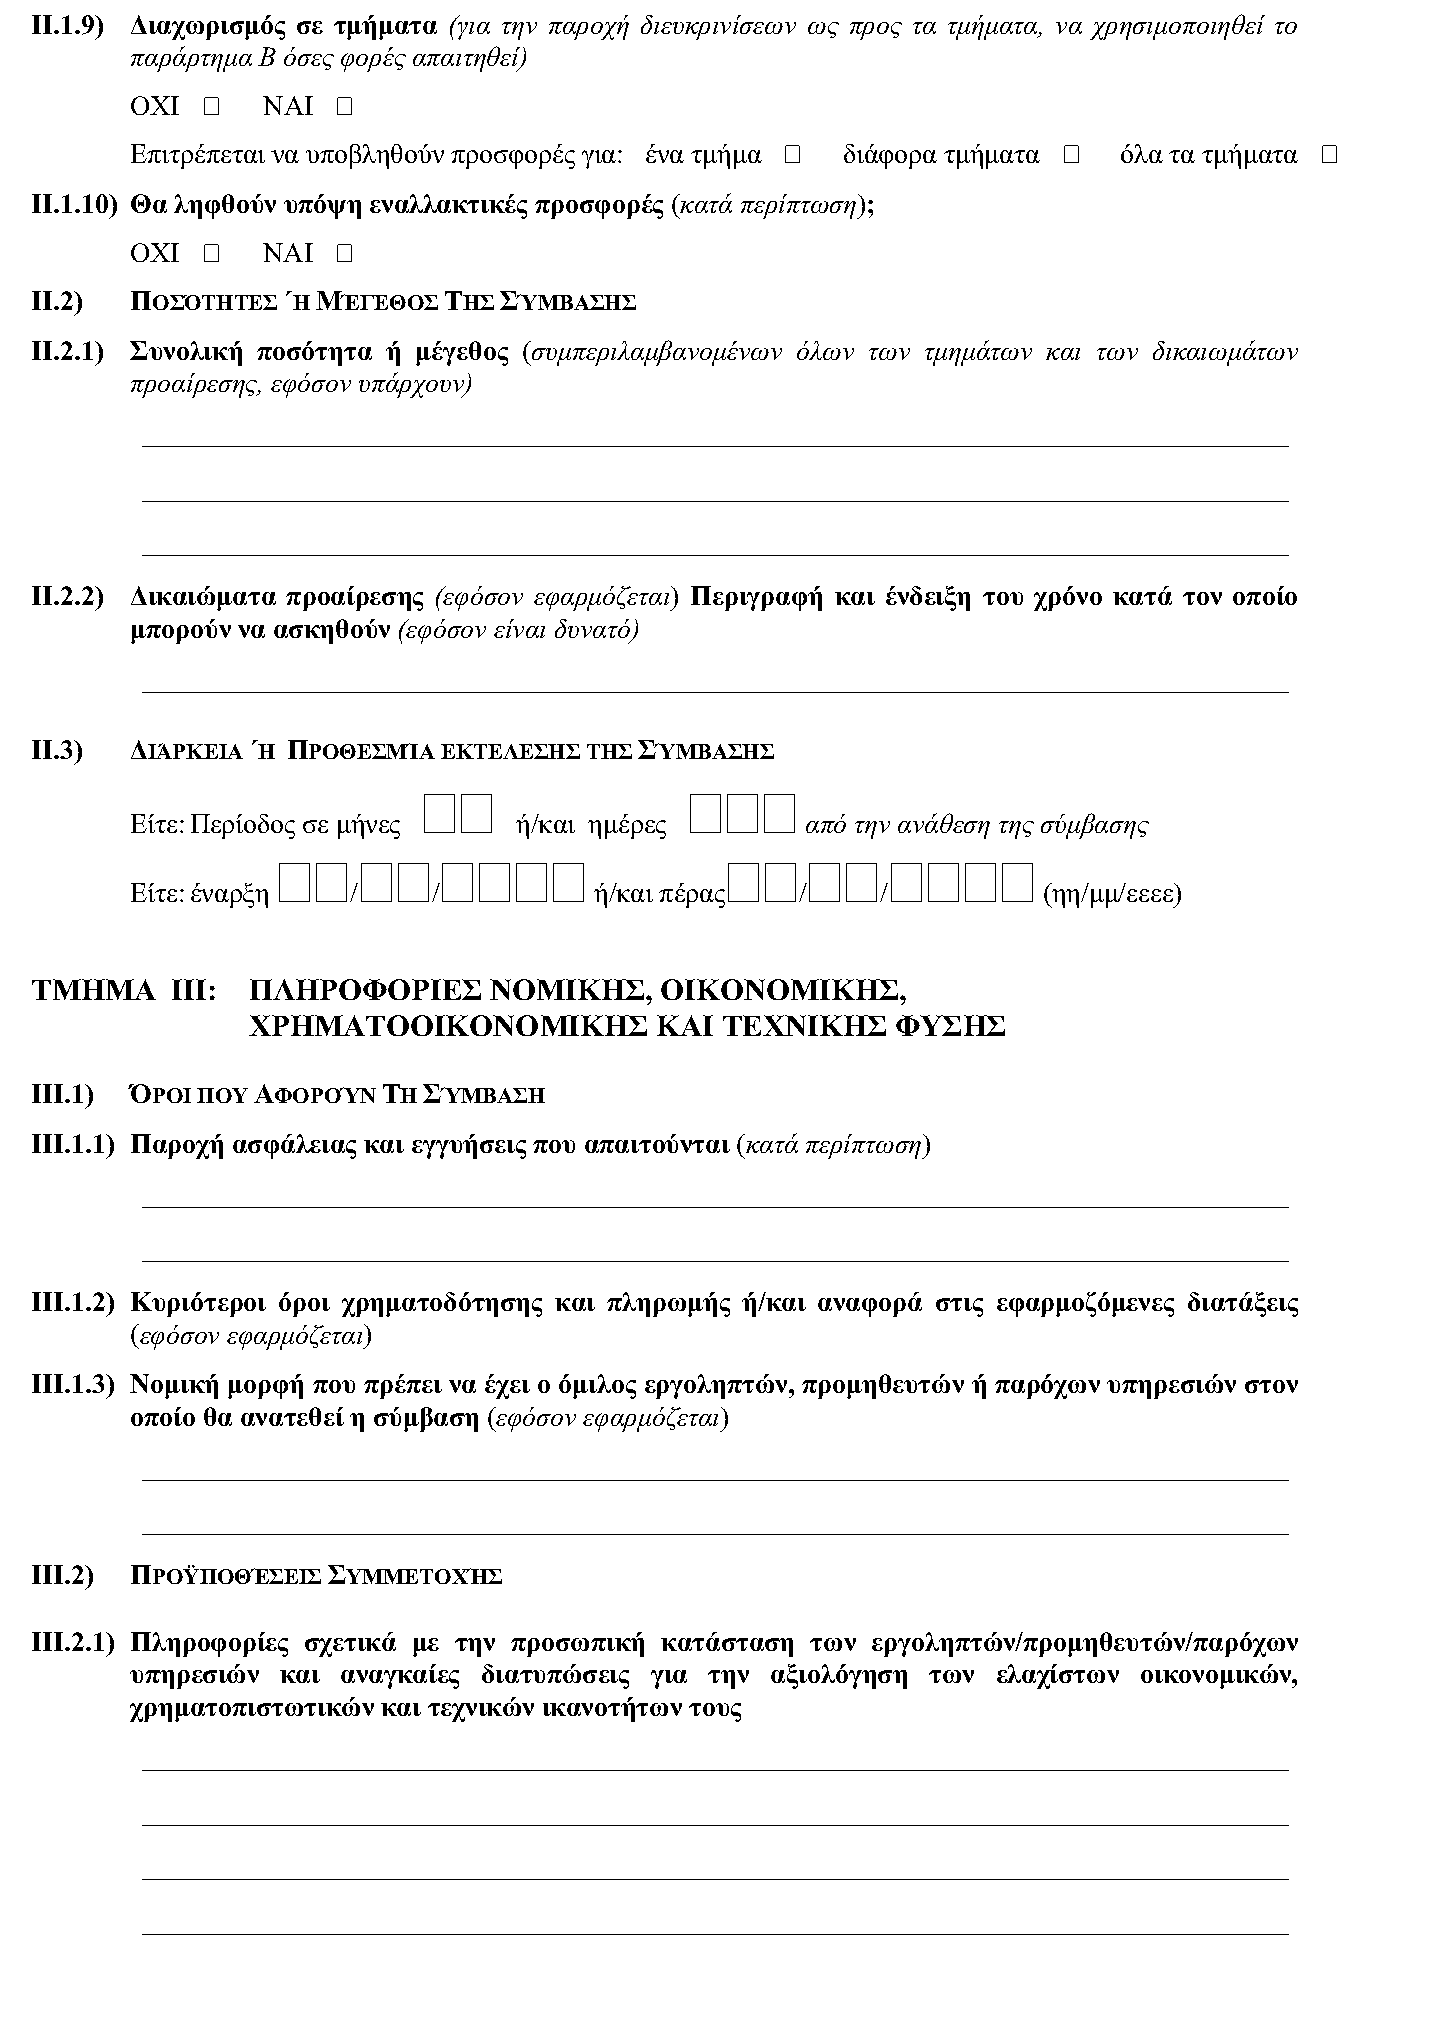 II.1.9) Διαχωρισμός σε τμήματα (για την παροχή διευκρινίσεων ως προς τα τμήματα, να χρησιμοποιηθεί το
παράρτημα Β όσες φορές απαιτηθεί)
ΟΧΙ □ ΝΑΙ □
Επιτρέπεται να υποβληθούν προσφορές για: ένα τμήμα □ διάφορα τμήματα □ όλα τα τμήματα □
II.1.10) Θα ληφθούν υπόψη εναλλακτικές προσφορές (κατά περίπτωση);
ΟΧΙ □ ΝΑΙ □
II.2) ΠΟΣΌΤΗΤΕΣ ΄Η ΜΈΓΕΘΟΣ ΤΗΣ ΣΎΜΒΑΣΗΣ
II.2.1) Συνολική ποσότητα ή μέγεθος (συμπεριλαμβανομένων όλων των τμημάτων και των δικαιωμάτων
προαίρεσης, εφόσον υπάρχουν)
II.2.2) Δικαιώματα προαίρεσης (εφόσον εφαρμόζεται) Περιγραφή και ένδειξη του χρόνο κατά τον οποίο
μπορούν να ασκηθούν (εφόσον είναι δυνατό)
II.3) ΔΙΆΡΚΕΙΑ ΄Η ΠΡΟΘΕΣΜΊΑ ΕΚΤΕΛΕΣΗΣ ΤΗΣ ΣΎΜΒΑΣΗΣ
Είτε: Περίοδος σε μήνες □□ ή/και ημέρες □□□ από την ανάθεση της σύμβασης
Είτε: έναρξη □□/□□/□□□□ ή/και πέρας □□/□□/□□□□ (ηη/μμ/εεεε)
ΤΜΗΜΑ III: ΠΛΗΡΟΦΟΡΙΕΣ ΝΟΜΙΚΗΣ, ΟΙΚΟΝΟΜΙΚΗΣ,
ΧΡΗΜΑΤΟΟΙΚΟΝΟΜΙΚΗΣ ΚΑΙ ΤΕΧΝΙΚΗΣ ΦΥΣΗΣ
III.1) ΌΡΟΙ ΠΟΥ ΑΦΟΡΟΎΝ ΤΗ ΣΎΜΒΑΣΗ
III.1.1) Παροχή ασφάλειας και εγγυήσεις που απαιτούνται (κατά περίπτωση)
III.1.2) Κυριότεροι όροι χρηματοδότησης και πληρωμής ή/και αναφορά στις εφαρμοζόμενες διατάξεις
(εφόσον εφαρμόζεται)
III.1.3) Νομική μορφή που πρέπει να έχει ο όμιλος εργοληπτών, προμηθευτών ή παρόχων υπηρεσιών στον
οποίο θα ανατεθεί η σύμβαση (εφόσον εφαρμόζεται)
III.2) ΠΡΟΫΠΟΘΈΣΕΙΣ ΣΥΜΜΕΤΟΧΉΣ
III.2.1) Πληροφορίες σχετικά με την προσωπική κατάσταση των εργοληπτών/προμηθευτών/παρόχων
υπηρεσιών και αναγκαίες διατυπώσεις για την αξιολόγηση των ελαχίστων οικονομικών,
χρηματοπιστωτικών και τεχνικών ικανοτήτων τους